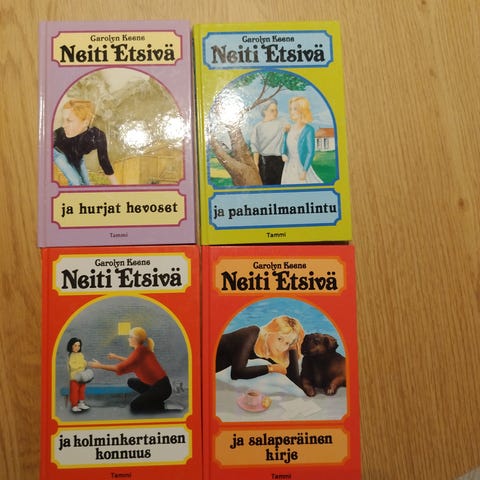 Carolyn Keene
Neiti Etsivä
ja hurjat hevoset
Tammi
Carolyn Keene
Neiti Etsivä
ja pahanilmanlintu
Tammi
Carolyn Keene
Neiti Etsivä
ja kolminkertainen
konnuus
Tammi
Carolyn Keene
Neiti Etsivä
ja salaperäinen
kirje
Tammi